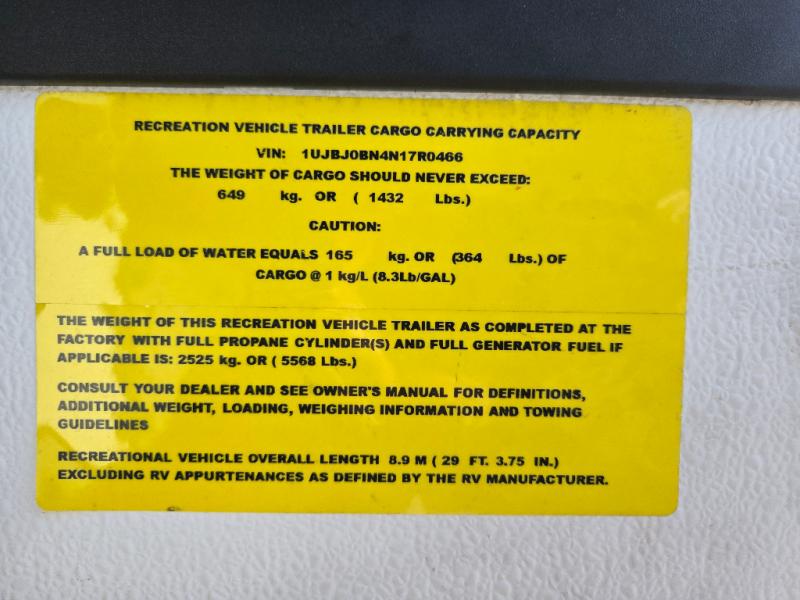 RECREATION VEHICLE TRAILER CARGO CARRYING CAPACITY
VIN: 1UJBJ0BN4N17R0466
THE WEIGHT OF CARGO SHOULD NEVER EXCEED:
649 kg. OR ( 1432 Lbs.)
CAUTION:
A FULL LOAD OF WATER EQUALS 165 kg. OR (364 Lbs.) OF
CARGO @ 1 kg/L (8.3Lb/GAL)
THE WEIGHT OF THIS RECREATION VEHICLE TRAILER AS COMPLETED AT THE
FACTORY WITH FULL PROPANE CYLINDER(S) AND FULL GENERATOR FUEL IF
APPLICABLE IS: 2525 kg. OR ( 5568 Lbs.)
CONSULT YOUR DEALER AND SEE OWNER'S MANUAL FOR DEFINITIONS,
ADDITIONAL WEIGHT, LOADING, WEIGHING INFORMATION AND TOWING
GUIDELINES
RECREATIONAL VEHICLE OVERALL LENGTH 8.9 M ( 29 FT. 3.75 IN.)
EXCLUDING RV APPURTENANCES AS DEFINED BY THE RV MANUFACTURER.